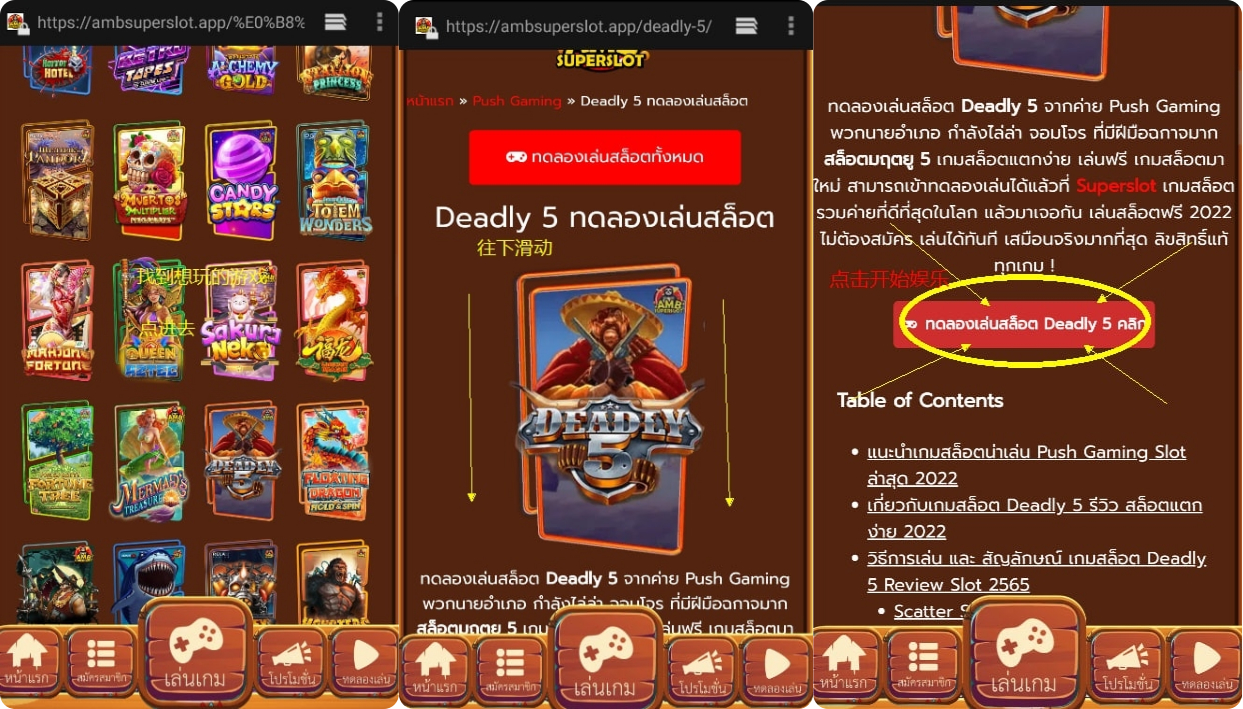 https://ambsuperslot.app/%E0%B8%
HORROR HOTEL
RETRO TAPES
ALCHEMY GOLD
STALLION PRINCESS
MUERTOS
MULTIPLIER
MEGAWAYS
CANDY STARS
TOTEM WONDERS
找到想玩的游戏
点进去
MAHJONG FORTUNE
QUEEN
AZTEC
Sakura Neko
福龙
FORTUNE TREE
MERMAID'S TREASURE
DEADLY 5
FLOATING DRAGON
HOLD & SPIN
หน้าแรก
สมัครสมาชิก
เล่นเกม
โปรโมชั่น
ทดลองเล่น
https://ambsuperslot.app/deadly-5/
SUPERSLOT
หน้าแรก » Push Gaming » Deadly 5 ทดลองเล่นสล็อต
ทดลองเล่นสล็อตทั้งหมด
Deadly 5 ทดลองเล่นสล็อต
往下滑动
AMB
SUPERSLOT
DEADLY
5
ทดลองเล่นสล็อต Deadly 5 จากค่าย Push Gaming
พวกนายอำเภอ กำลังไล่ล่า จอมโจร ที่มีฝีมือฉกาจมาก
สล็อตมฤตยู 5 เกมสล็อตแตกง่าย เล่นฟรี เกมสล็อตมา
หน้าแรก
สมัครสมาชิก
เล่นเกม
โปรโมชั่น
ทดลองเล่น
ทดลองเล่นสล็อต Deadly 5 จากค่าย Push Gaming
พวกนายอำเภอ กำลังไล่ล่า จอมโจร ที่มีฝีมือฉกาจมาก
สล็อตมฤตยู 5 เกมสล็อตแตกง่าย เล่นฟรี เกมสล็อตมา
ใหม่ สามารถเข้าทดลองเล่นได้แล้วที่ Superslot เกมสล็อต
รวมค่ายที่ดีที่สุดในโลก แล้วมาเจอกัน เล่นสล็อตฟรี 2022
ไม่ต้องสมัคร เล่นได้ทันที เสมือนจริงมากที่สุด ลิขสิทธิ์แท้
ทุกเกม !
点击开始娱乐
ทดลองเล่นสล็อต Deadly 5 คลิก
Table of Contents
แนะนำเกมสล็อตน่าเล่น Push Gaming Slot
ล่าสุด 2022
เกี่ยวกับเกมสล็อต Deadly 5 รีวิว สล็อตแตก
ง่าย 2022
วิธีการเล่น และ สัญลักษณ์ เกมสล็อต Deadly
5 Review Slot 2565
Scatter S
หน้าแรก
สมัครสมาชิก
เล่นเกม
โปรโมชั่น
ทดลองเล่น